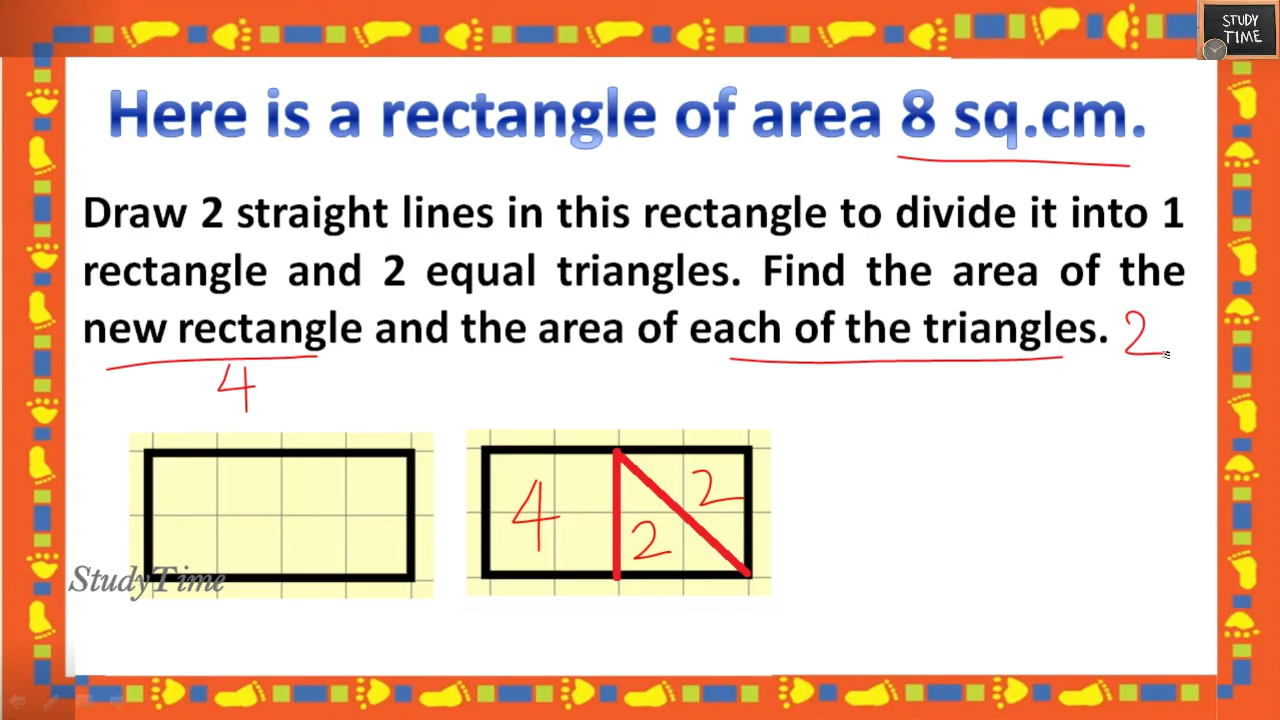 STUDY
TIME
Here is a rectangle of area 8 sq.cm.
Draw 2 straight lines in this rectangle to divide it into 1
rectangle and 2 equal triangles. Find the area of the
new rectangle and the area of each of the triangles. 2
4
4 2 2
StudyTime